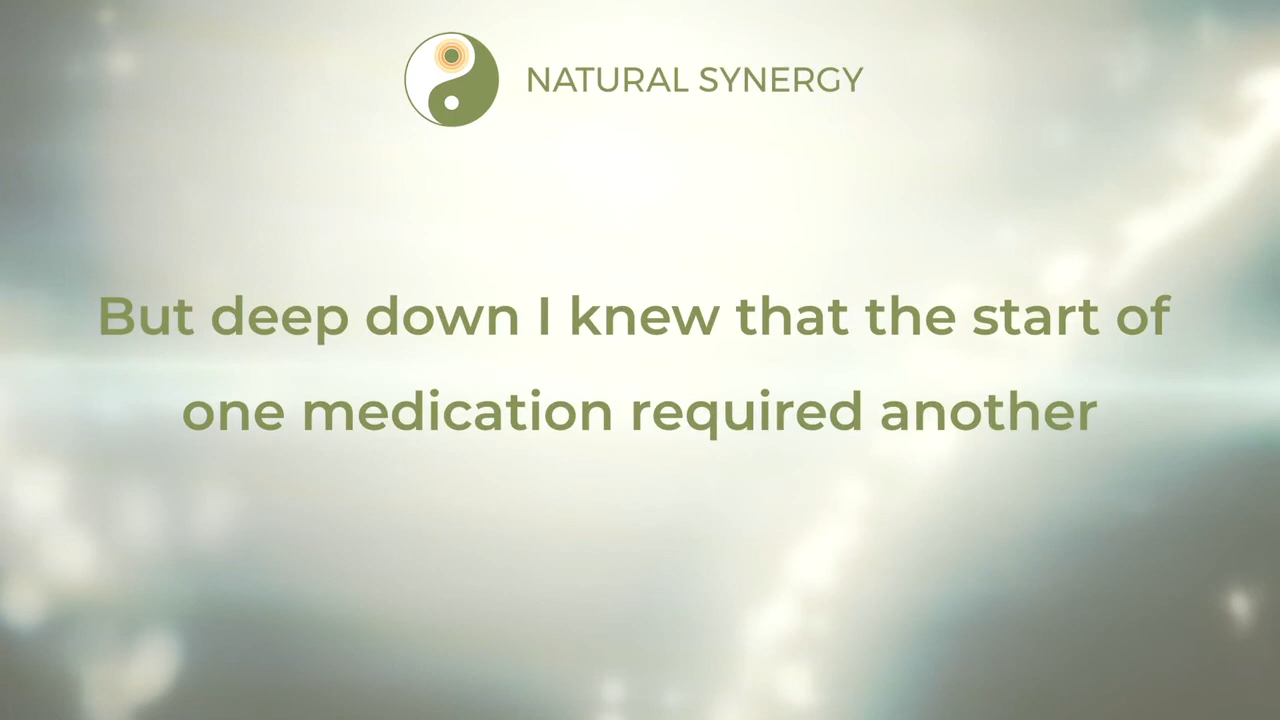 NATURAL SYNERGY
But deep down I knew that the start of
one medication required another